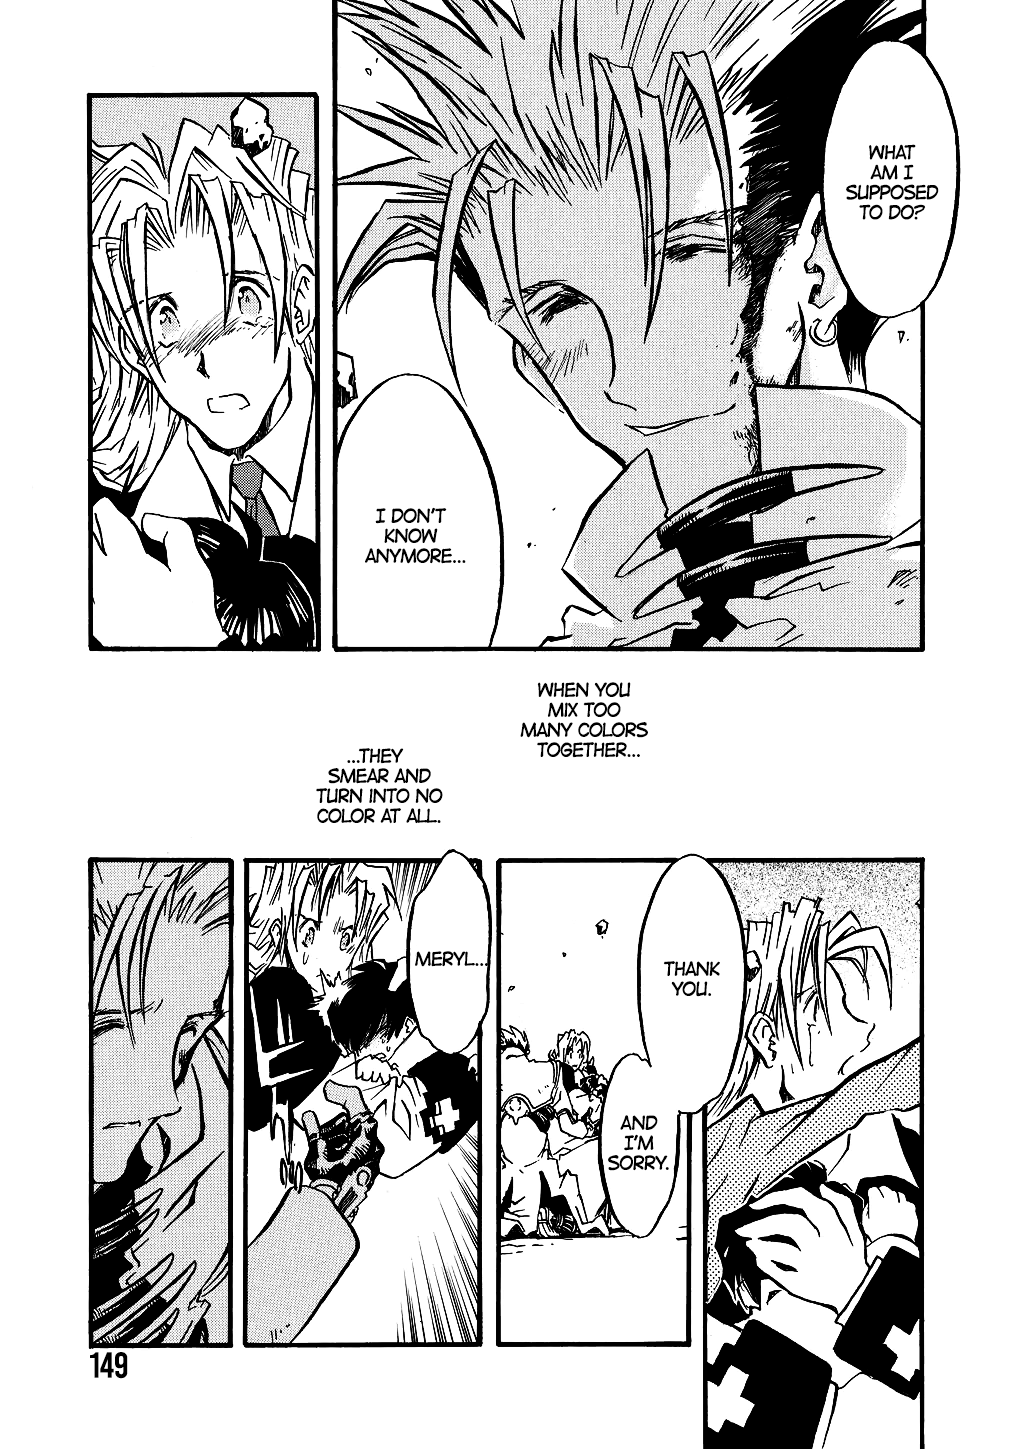 WHAT
AM I
SUPPOSED
TO DO?
I DON'T
KNOW
ANYMORE...
WHEN YOU
MIX TOO
MANY COLORS
TOGETHER...
...THEY
SMEAR AND
TURN INTO NO
COLOR AT ALL.
THANK
YOU.
AND
I'M
SORRY.
MERYL...
149